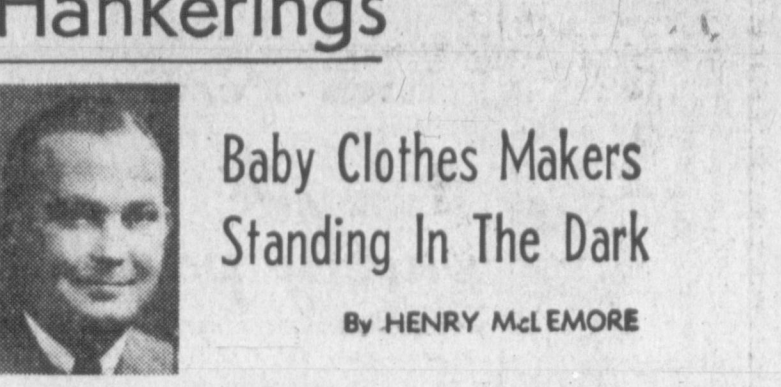 Hankerings
Baby Clothes Makers
Standing In The Dark
By HENRY McLEMORE